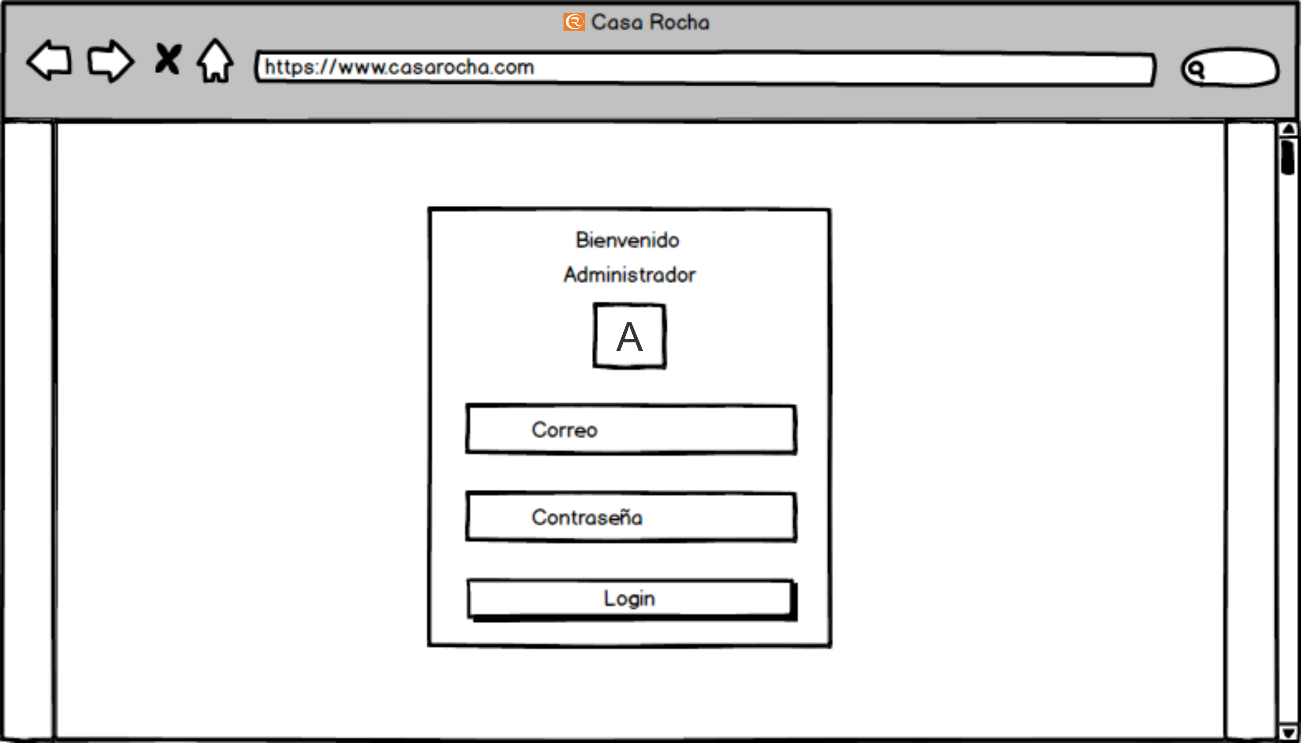 Casa Rocha
https://www.casarocha.com
Bienvenido
Administrador
A
Correo
Contraseña
Login